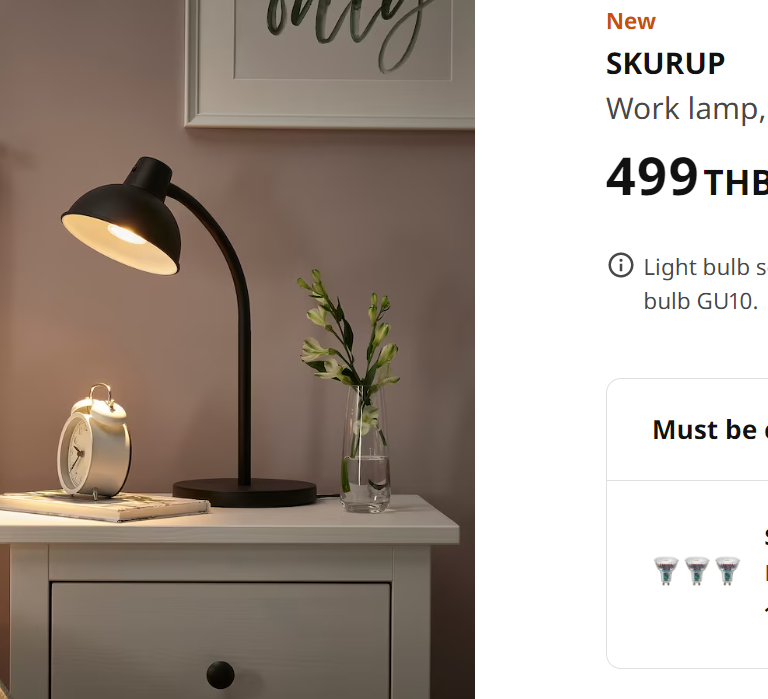 New
SKURUP
Work lamp,
499 THB
Light bulb s
bulb GU10.
Must be